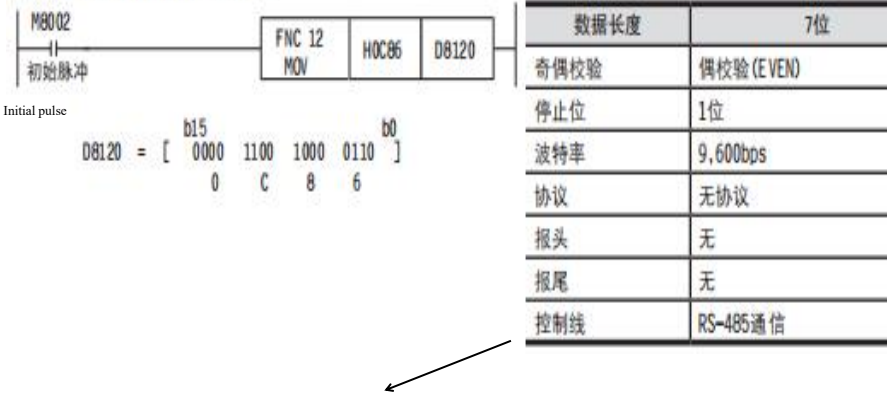 M8002
初始脉冲
FNC 12
MOV
H0C86
D8120
Initial pulse
b15 b0
D8120 = [ 0000 1100 1000 0110 ]
0 C 8 6
数据长度 7位
奇偶校验 偶校验(EVEN)
停止位 1位
波特率 9,600bps
协议 无协议
报头 无
报尾 无
控制线 RS-485通信